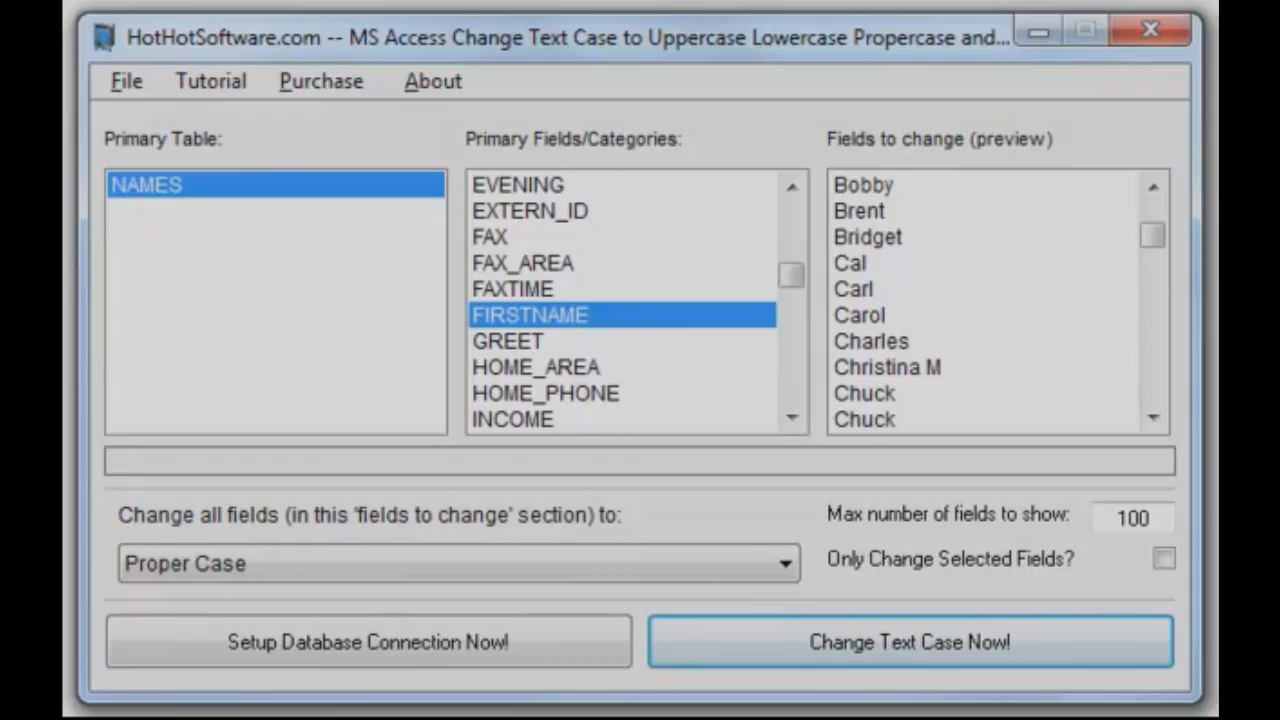 HotHotSoftware.com -- MS Access Change Text Case to Uppercase Lowercase Propercase and...
File Tutorial Purchase About
Primary Table:
NAMES
Primary Fields/Categories:
EVENING
EXTERN_ID
FAX
FAX_AREA
FAXTIME
FIRSTNAME
GREET
HOME_AREA
HOME_PHONE
INCOME
Fields to change (preview)
Bobby
Brent
Bridget
Cal
Carl
Carol
Charles
Christina M
Chuck
Chuck
Change all fields (in this 'fields to change' section) to:
Proper Case
Max number of fields to show: 100
Only Change Selected Fields?
Setup Database Connection Now!
Change Text Case Now!